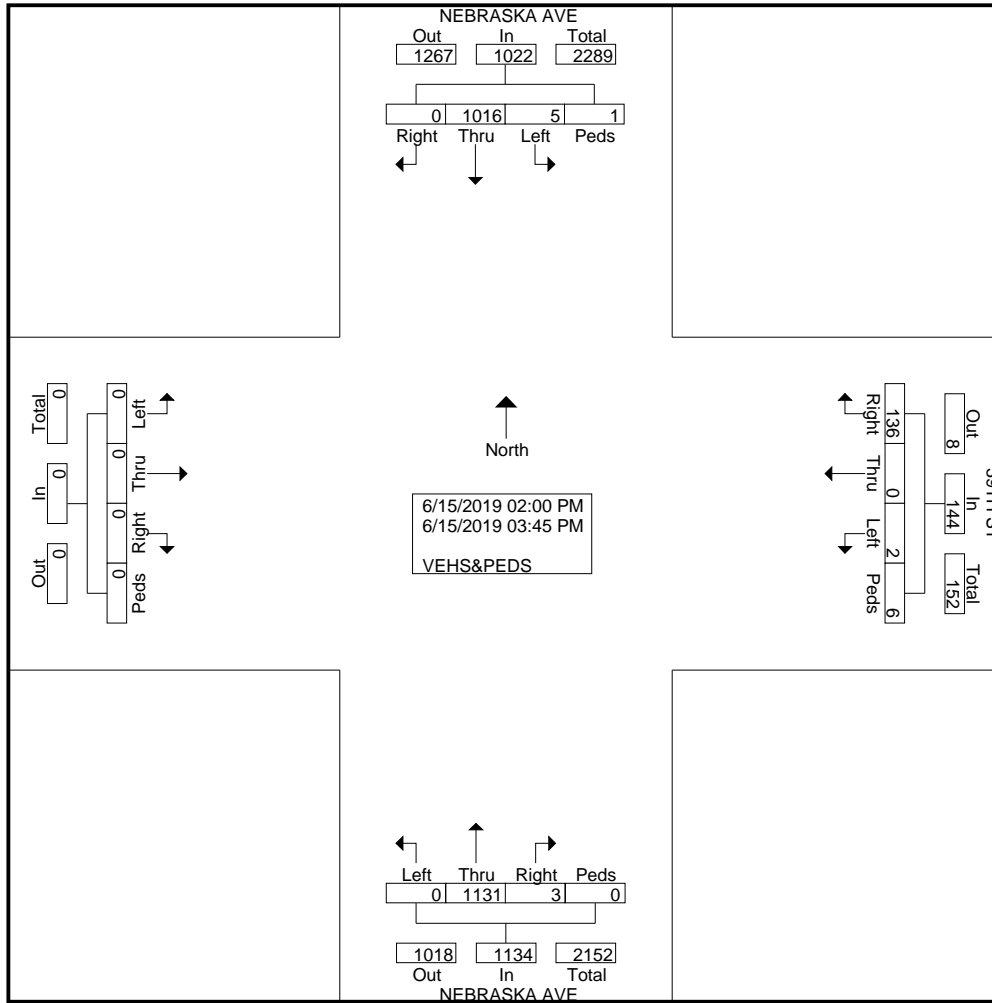 NEBRASKA AVE
Out In Total
1267 1022 2289
0 1016 5 1
Right Thru Left Peds
Total In Out
0 0 0
0 0 0 0
Left Thru Right Peds
North
6/15/2019 02:00 PM
6/15/2019 03:45 PM
VEHS&PEDS
Right Thru Left Peds
136 0 2 6
8 144 152
Out In Total
Left Thru Right Peds
0 1131 3 0
1018 1134 2152
Out In Total
NEBRASKA AVE